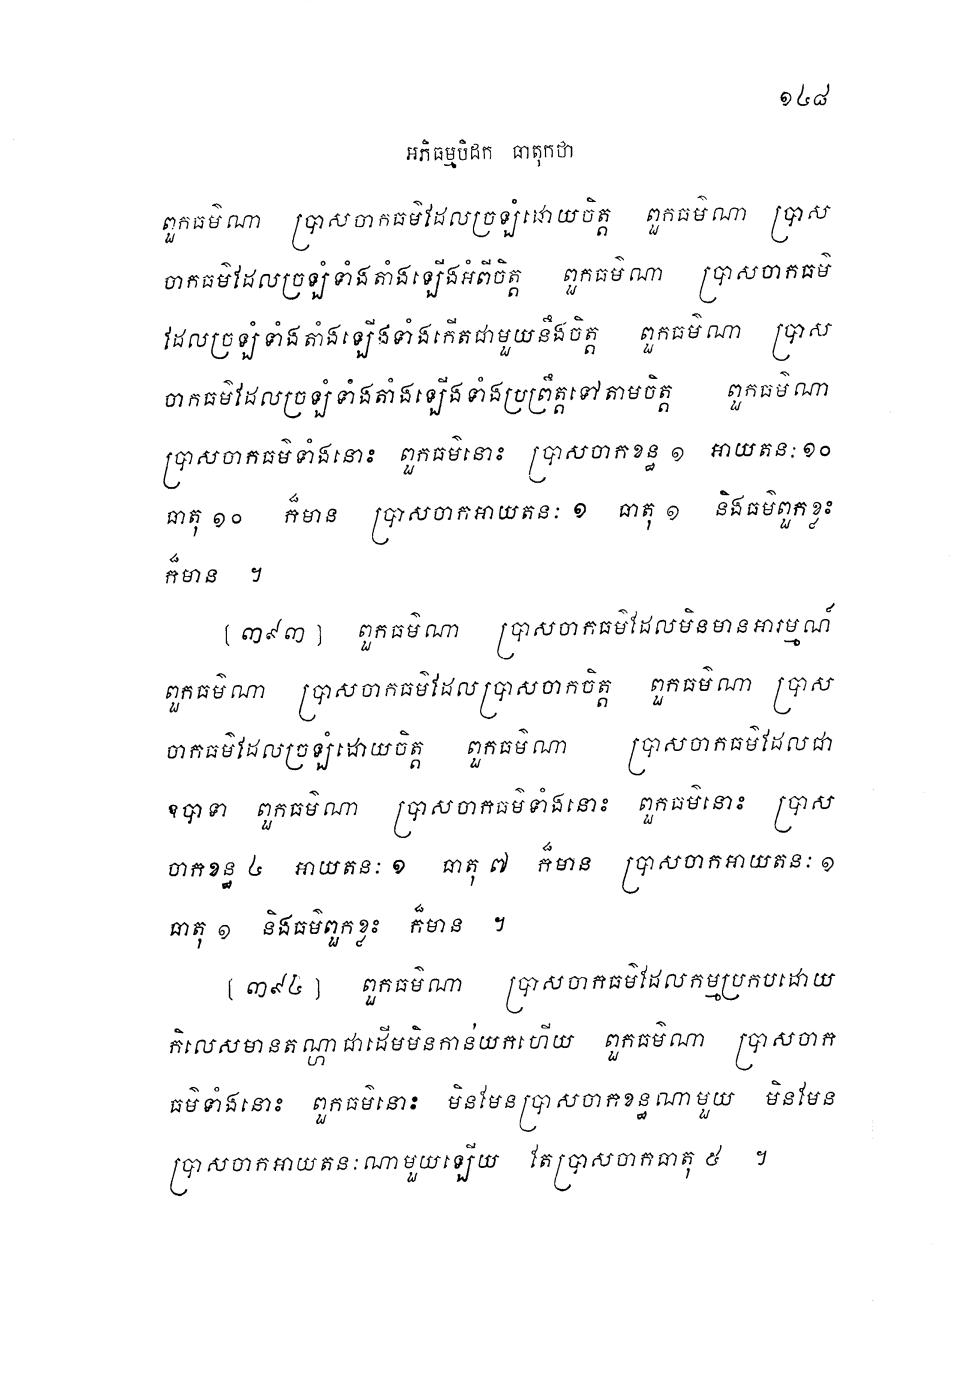 ១៤៨
អភិធម្មបិដក ធាតុកថា
ពួកធម៌ណា ប្រាសចាកធម៌ដែលច្រឡំដោយចិត្ត ពួកធម៌ណា ប្រាស
ចាកធម៌ដែលច្រឡំទាំងតាំងឡើងអំពីចិត្ត ពួកធម៌ណា ប្រាសចាកធម៌
ដែលច្រឡំទាំងតាំងឡើងទាំងកើតជាមួយនឹងចិត្ត ពួកធម៌ណា ប្រាស
ចាកធម៌ដែលច្រឡំទាំងតាំងឡើងទាំងប្រព្រឹត្តទៅតាមចិត្ត ពួកធម៌ណា
ប្រាសចាកធម៌ទាំងនោះ ពួកធម៌នោះ ប្រាសចាកខន្ធ ១ អាយតនៈ ១០
ធាតុ ១០ ក៏មាន ប្រាសចាកអាយតនៈ ១ ធាតុ ១ និងធម៌ពួកខ្លះ
ក៏មាន ។
[៣៩៣] ពួកធម៌ណា ប្រាសចាកធម៌ដែលមិនមានអារម្មណ៍
ពួកធម៌ណា ប្រាសចាកធម៌ដែលប្រាសចាកចិត្ត ពួកធម៌ណា ប្រាស
ចាកធម៌ដែលច្រឡំដោយចិត្ត ពួកធម៌ណា ប្រាសចាកធម៌ដែលជា
ឧបាទា ពួកធម៌ណា ប្រាសចាកធម៌ទាំងនោះ ពួកធម៌នោះ ប្រាស
ចាកខន្ធ ៤ អាយតនៈ ១ ធាតុ ៧ ក៏មាន ប្រាសចាកអាយតនៈ ១
ធាតុ ១ និងធម៌ពួកខ្លះ ក៏មាន ។
[៣៩៤] ពួកធម៌ណា ប្រាសចាកធម៌ដែលកម្មប្រកបដោយ
កិលេសមានតណ្ហាជាដើមមិនកាន់យកហើយ ពួកធម៌ណា ប្រាសចាក
ធម៌ទាំងនោះ ពួកធម៌នោះ មិនមែនប្រាសចាកខន្ធណាមួយ មិនមែន
ប្រាសចាកអាយតនៈណាមួយឡើយ តែប្រាសចាកធាតុ ៥ ។